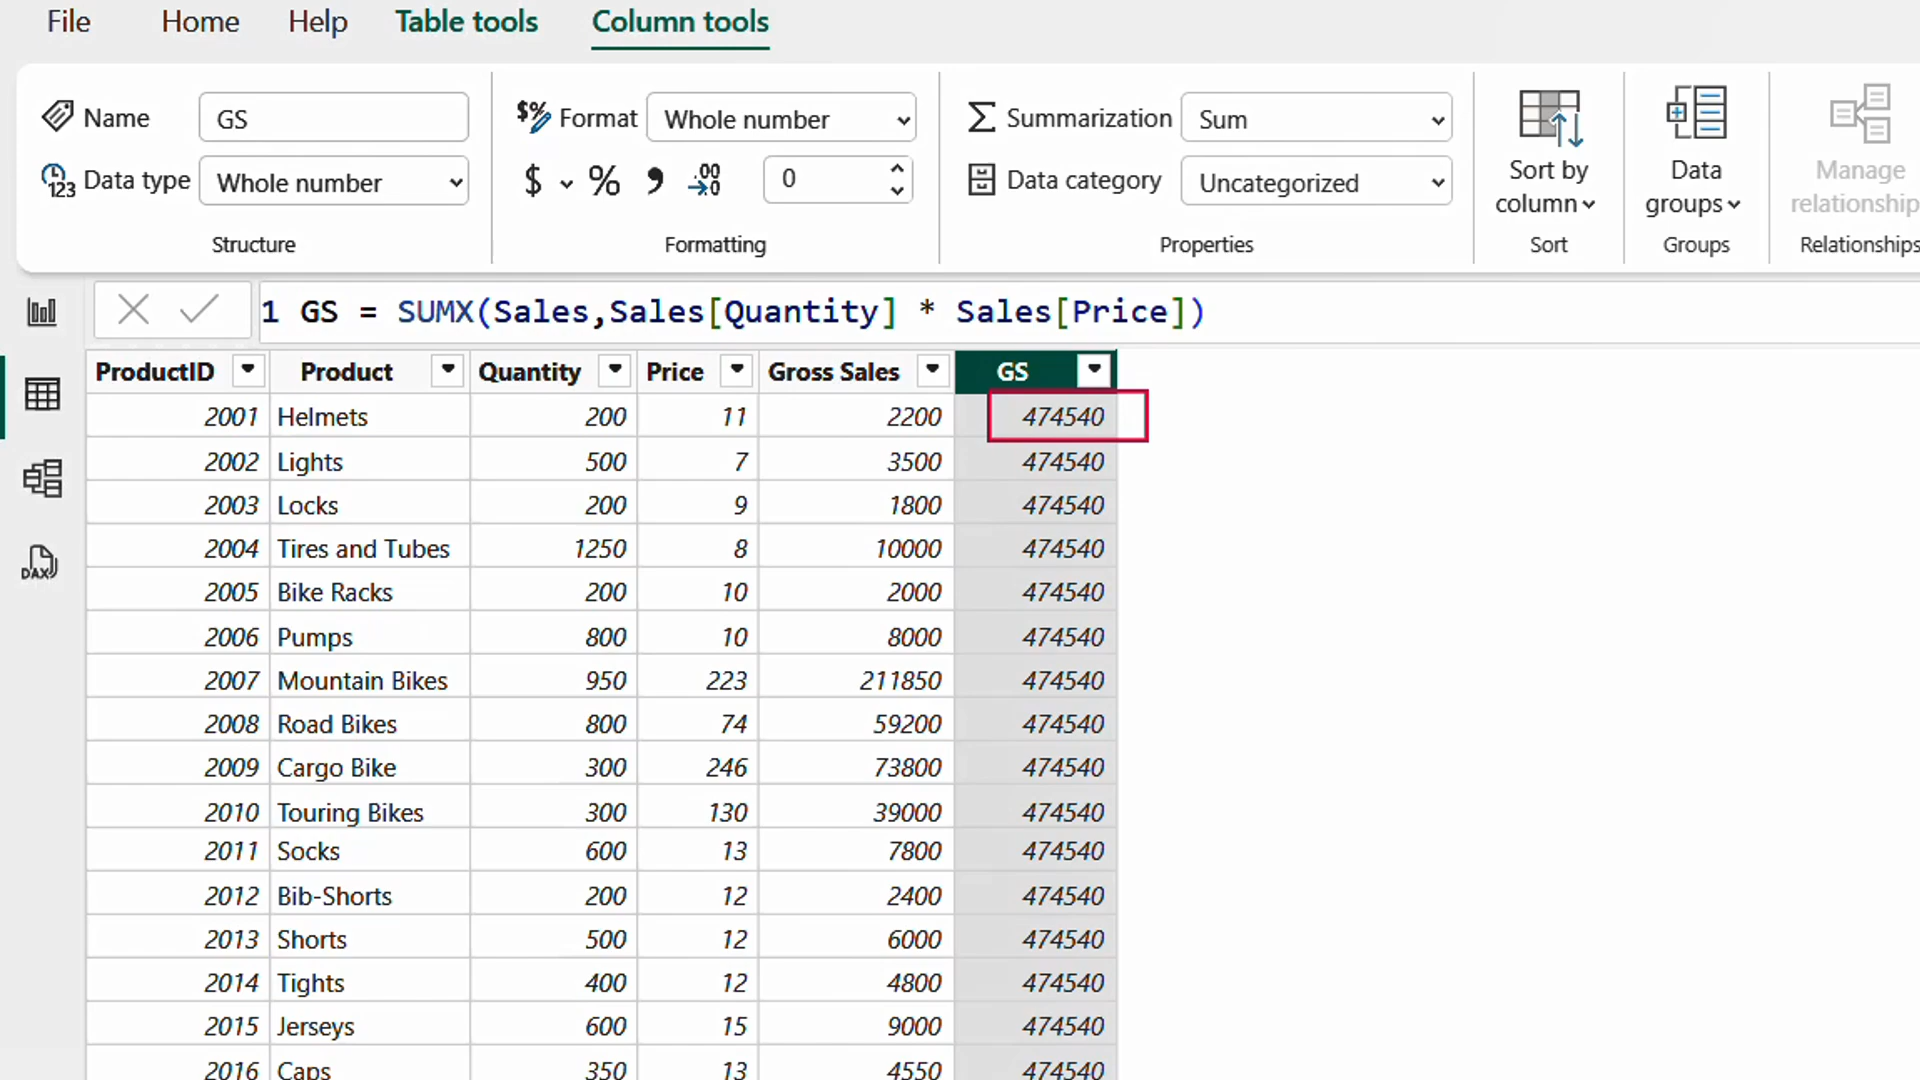 File Home Help Table tools Column tools
Name GS Format Whole number Summarization Sum
Data type Whole number $ % 0 Data category Uncategorized
Sort by column
Data groups
Manage relationship
Structure Formatting Properties Sort Groups Relationships
1 GS = SUMX(Sales,Sales[Quantity] * Sales[Price])
ProductID Product Quantity Price Gross Sales GS
2001 Helmets 200 11 2200 474540
2002 Lights 500 7 3500 474540
2003 Locks 200 9 1800 474540
2004 Tires and Tubes 1250 8 10000 474540
2005 Bike Racks 200 10 2000 474540
2006 Pumps 800 10 8000 474540
2007 Mountain Bikes 950 223 211850 474540
2008 Road Bikes 800 74 59200 474540
2009 Cargo Bike 300 246 73800 474540
2010 Touring Bikes 300 130 39000 474540
2011 Socks 600 13 7800 474540
2012 Bib-Shorts 200 12 2400 474540
2013 Shorts 500 12 6000 474540
2014 Tights 400 12 4800 474540
2015 Jerseys 600 15 9000 474540
2016 Caps 350 13 4550 474540
DAX